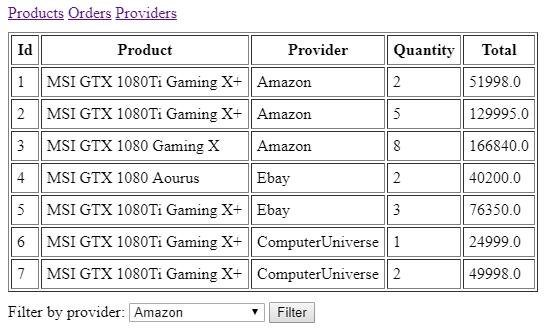 Products Orders Providers
Id Product Provider Quantity Total
1 MSI GTX 1080Ti Gaming X+ Amazon 2 51998.0
2 MSI GTX 1080Ti Gaming X+ Amazon 5 129995.0
3 MSI GTX 1080 Gaming X Amazon 8 166840.0
4 MSI GTX 1080 Aourus Ebay 2 40200.0
5 MSI GTX 1080Ti Gaming X+ Ebay 3 76350.0
6 MSI GTX 1080Ti Gaming X+ ComputerUniverse 1 24999.0
7 MSI GTX 1080Ti Gaming X+ ComputerUniverse 2 49998.0
Filter by provider: Amazon Filter